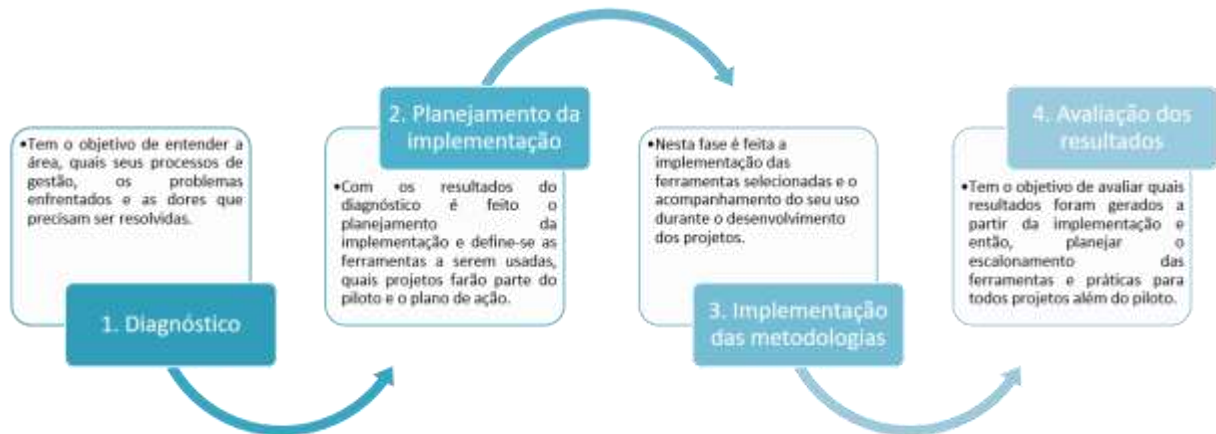 •Tem o objetivo de entender a
área, quais seus processos de
gestão, os problemas
enfrentados e as dores que
precisam ser resolvidas.
1. Diagnóstico
2. Planejamento da
implementação
•Com os resultados do
diagnóstico é feito o
planejamento da
implementação e define-se as
ferramentas a serem usadas,
quais projetos farão parte do
piloto e o plano de ação.
•Nesta fase é feita a
implementação das
ferramentas selecionadas e o
acompanhamento do seu uso
durante o desenvolvimento
dos projetos.
3. Implementação
das metodologias
4. Avaliação dos
resultados
•Tem o objetivo de avaliar quais
resultados foram gerados a
partir da implementação e
então, planejar o
escalonamento das
ferramentas e práticas para
todos projetos além do piloto.